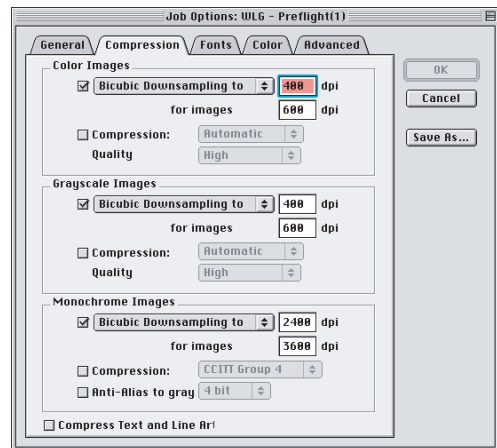 Job Options: WLG - Preflight(1)
General Compression Fonts Color Advanced
Color Images
Bicubic Downsampling to 400 dpi
for images 600 dpi
Compression: Automatic
Quality High
Grayscale Images
Bicubic Downsampling to 400 dpi
for images 600 dpi
Compression: Automatic
Quality High
Monochrome Images
Bicubic Downsampling to 2400 dpi
for images 3600 dpi
Compression: CCITT Group 4
Anti-Alias to gray 4 bit
Compress Text and Line Art
OK
Cancel
Save As...